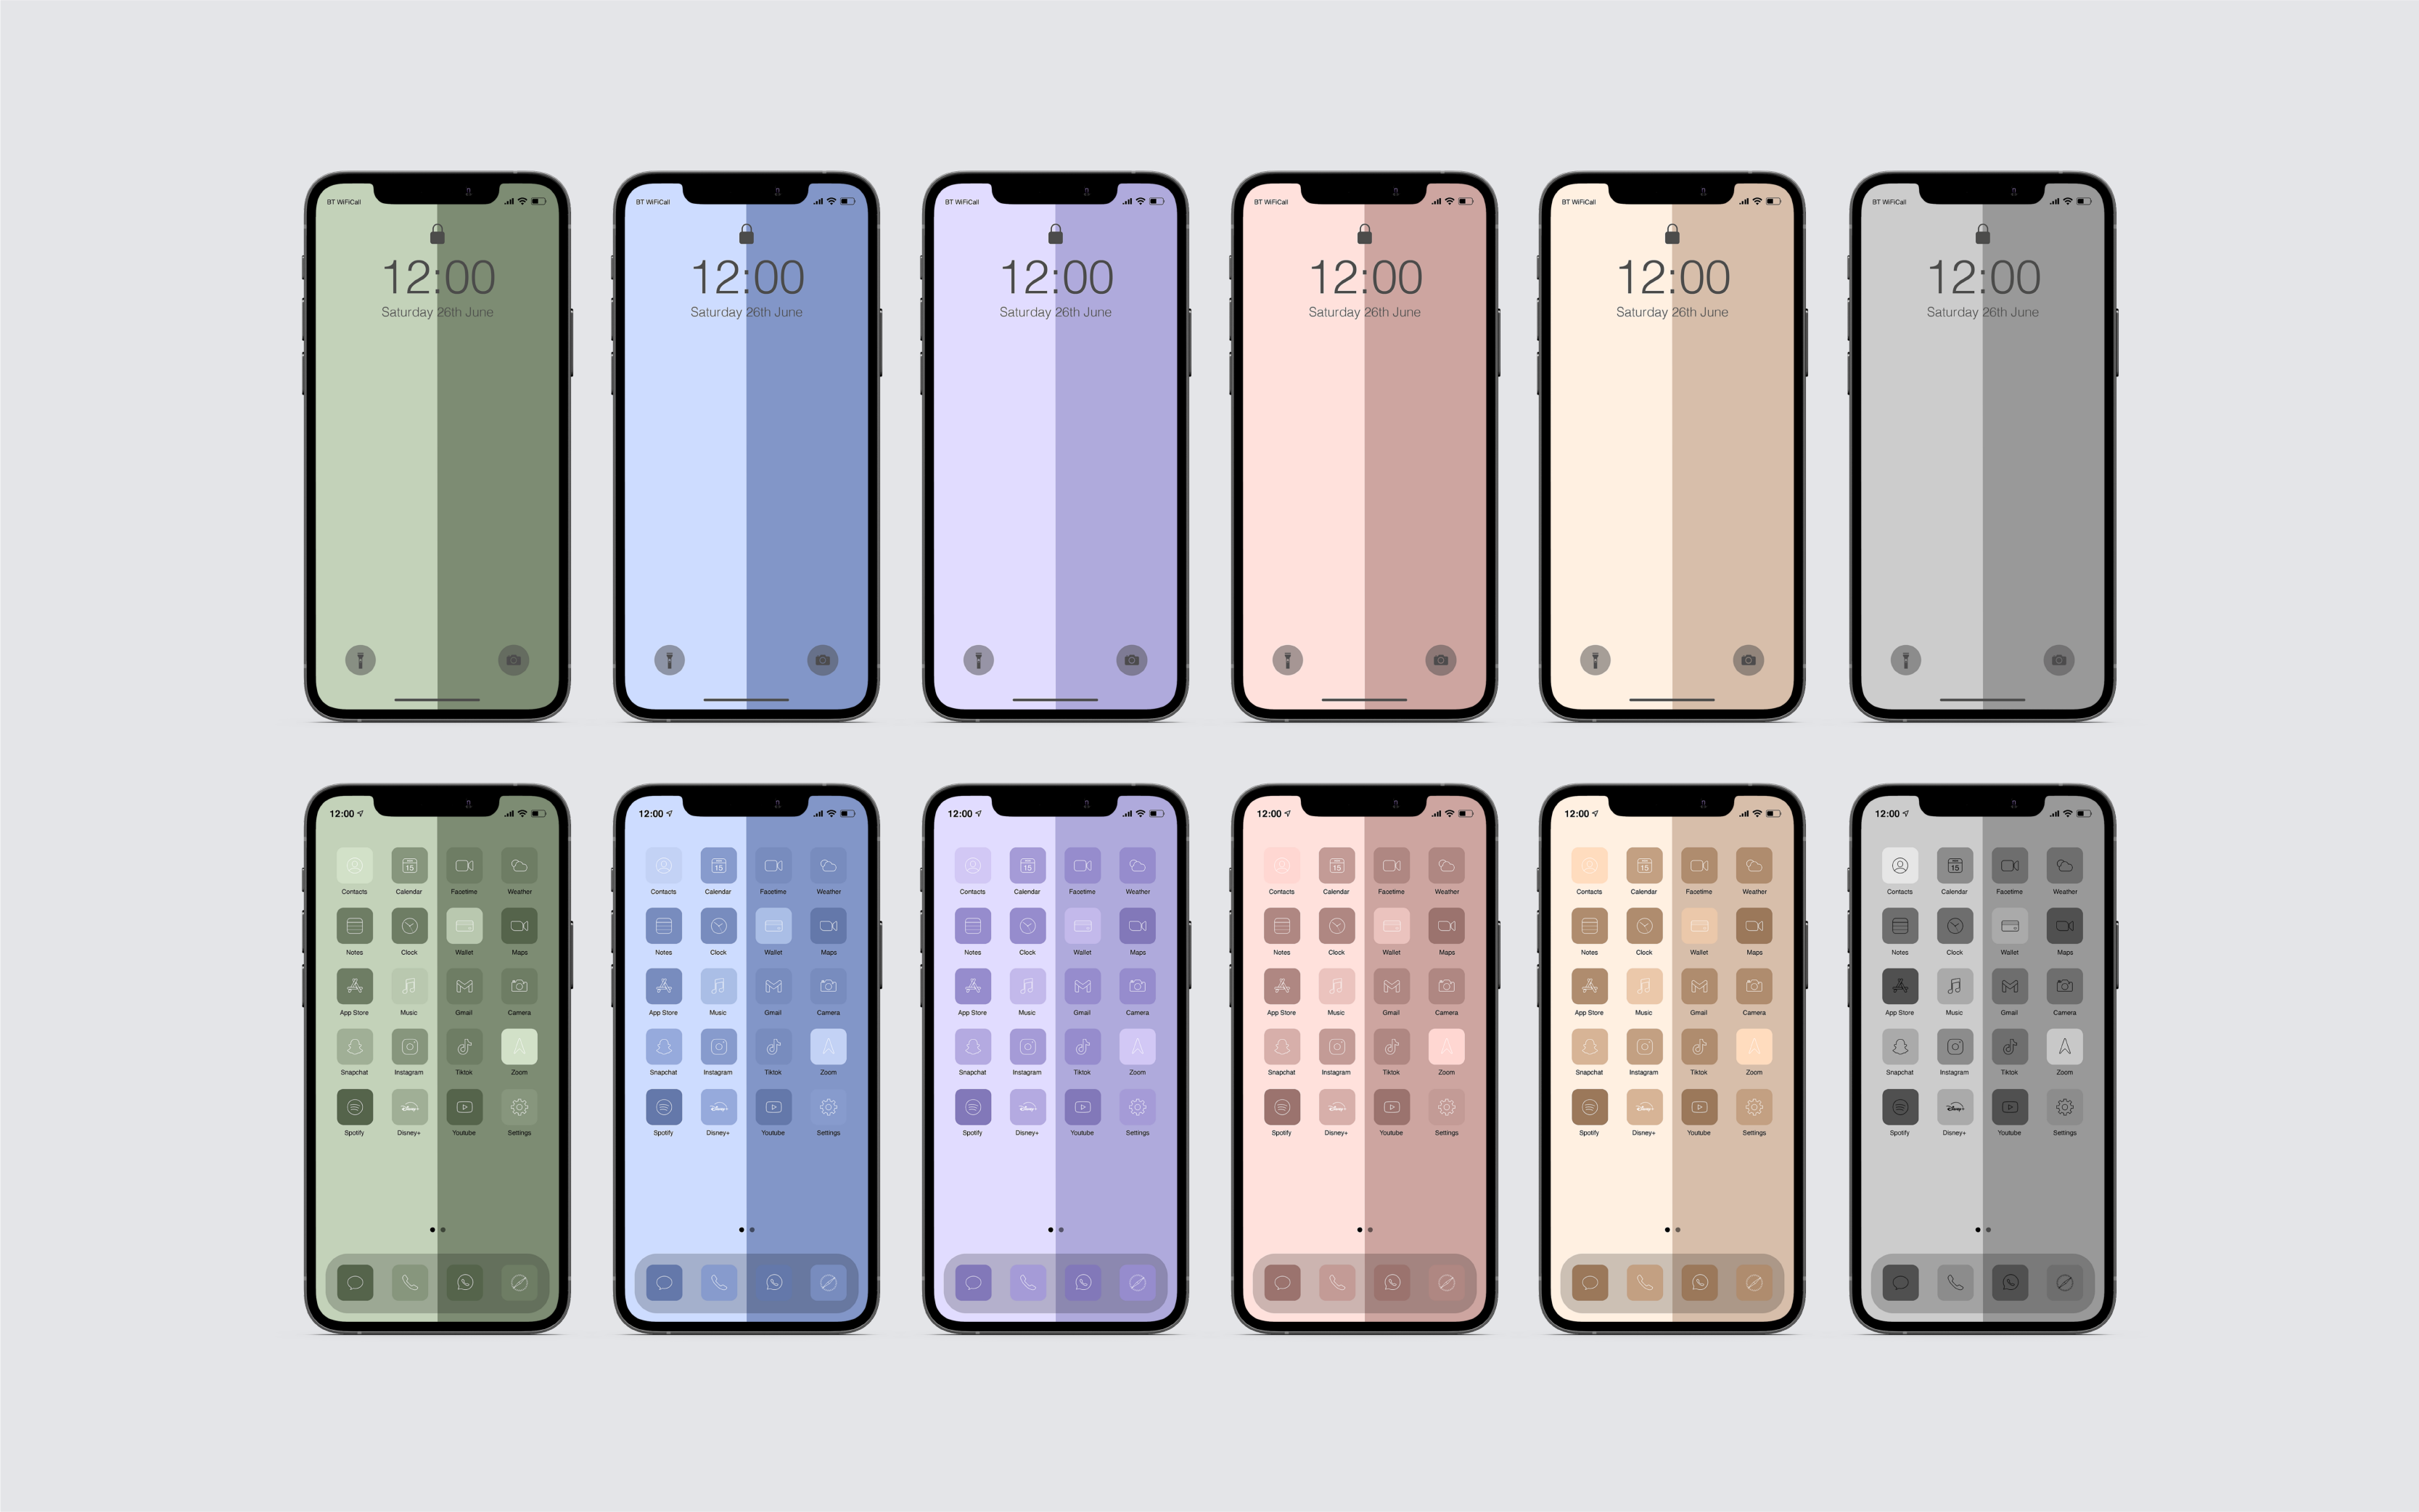 BT WiFiCall BT WiFiCall BT WiFiCall BT WiFiCall BT WiFiCall BT WiFiCall
12:00 12:00 12:00 12:00 12:00 12:00
Saturday 26th June Saturday 26th June Saturday 26th June Saturday 26th June Saturday 26th June Saturday 26th June
12:00 12:00 12:00 12:00 12:00 12:00
15 15 15 15 15 15
Contacts Calendar Facetime Weather Contacts Calendar Facetime Weather Contacts Calendar Facetime Weather Contacts Calendar Facetime Weather Contacts Calendar Facetime Weather Contacts Calendar Facetime Weather
Notes Clock Wallet Maps Notes Clock Wallet Maps Notes Clock Wallet Maps Notes Clock Wallet Maps Notes Clock Wallet Maps Notes Clock Wallet Maps
App Store Music Gmail Camera App Store Music Gmail Camera App Store Music Gmail Camera App Store Music Gmail Camera App Store Music Gmail Camera App Store Music Gmail Camera
Snapchat Instagram Tiktok Zoom Snapchat Instagram Tiktok Zoom Snapchat Instagram Tiktok Zoom Snapchat Instagram Tiktok Zoom Snapchat Instagram Tiktok Zoom Snapchat Instagram Tiktok Zoom
Disney+ Disney+ Disney+ Disney+ Disney+ Disney+
Spotify Disney+ Youtube Settings Spotify Disney+ Youtube Settings Spotify Disney+ Youtube Settings Spotify Disney+ Youtube Settings Spotify Disney+ Youtube Settings Spotify Disney+ Youtube Settings